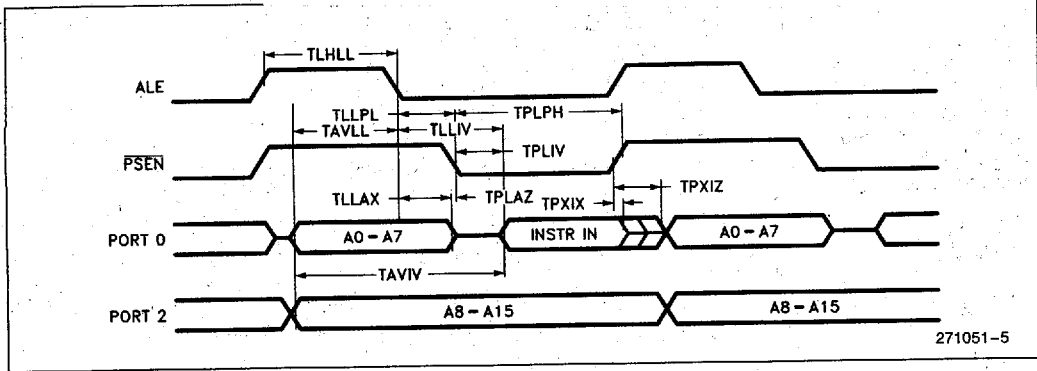 TLHLL
ALE
TLLPL
TPLPH
TAVLL
TLLIV
PSEN
TPLIV
TPXIZ
TLLAX
TPLAZ
TPXIX
PORT 0
A0–A7
INSTR IN
A0–A7
TAVIV
PORT 2
A8–A15
A8–A15
271051–5